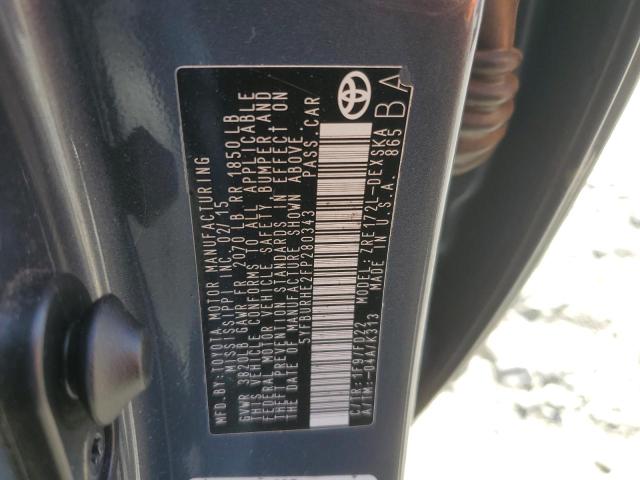 MFD.BY:TOYOTA MOTOR MANUFACTURING
MISSISSIPPI INC. 02/15
GVWR 3820LB GAWR FR 2070LB RR 1850LB
THIS VEHICLE CONFORMS TO ALL APPLICABLE
FEDERAL MOTOR VEHICLE SAFETY, BUMPER AND
THEFT PREVENTION STANDARDS IN EFFECT ON
THE DATE OF MANUFACTURE SHOWN ABOVE.
5YFBURHE2FP280343 PASS.CAR
C/TR:1F9/FD22 ZRE172L-DEXSKA
A/TM:-04A/K313 MADE IN U.S.A. 865
BA